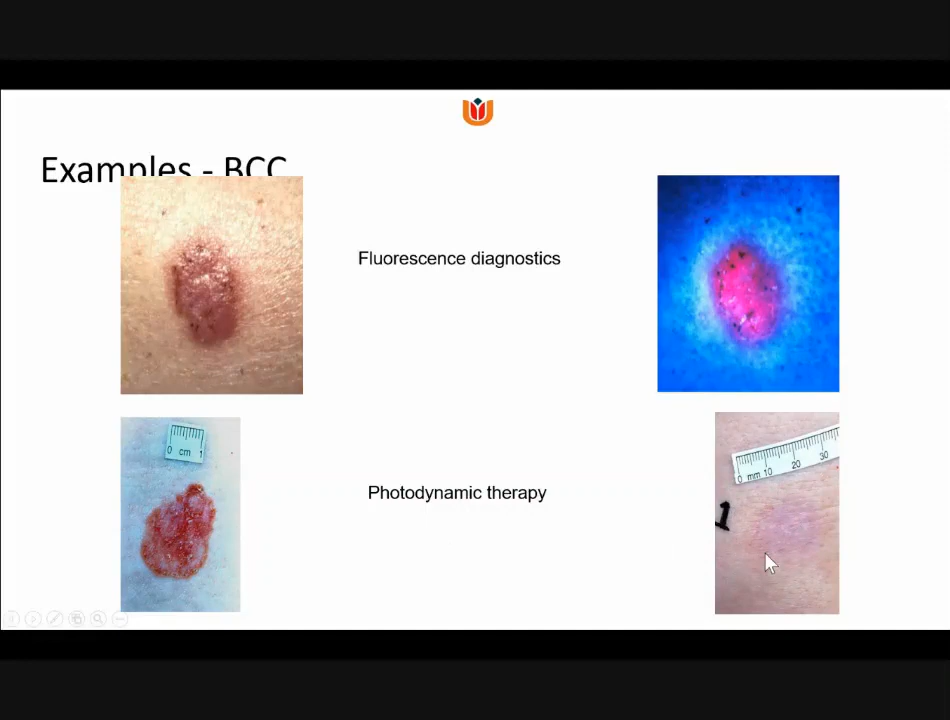 Examples - BCC
Fluorescence diagnostics
0 cm 1
Photodynamic therapy
0 mm 10 20 30
1